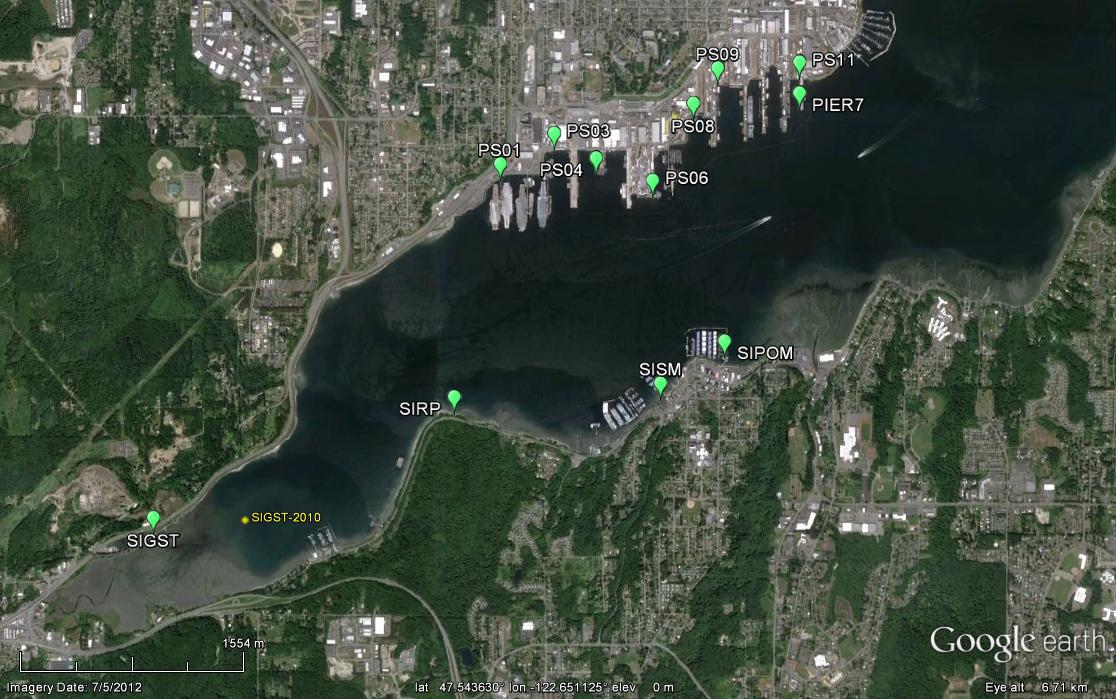 PS09
PS11
PIER7
PS08
PS03
PS01
PS04
PS06
SIPOM
SISM
SIRP
SIGST-2010
SIGST
1554 m
Google earth
Imagery Date: 7/5/2012 lat 47.543630° lon -122.651125° elev 0 m Eye alt 6.71 km